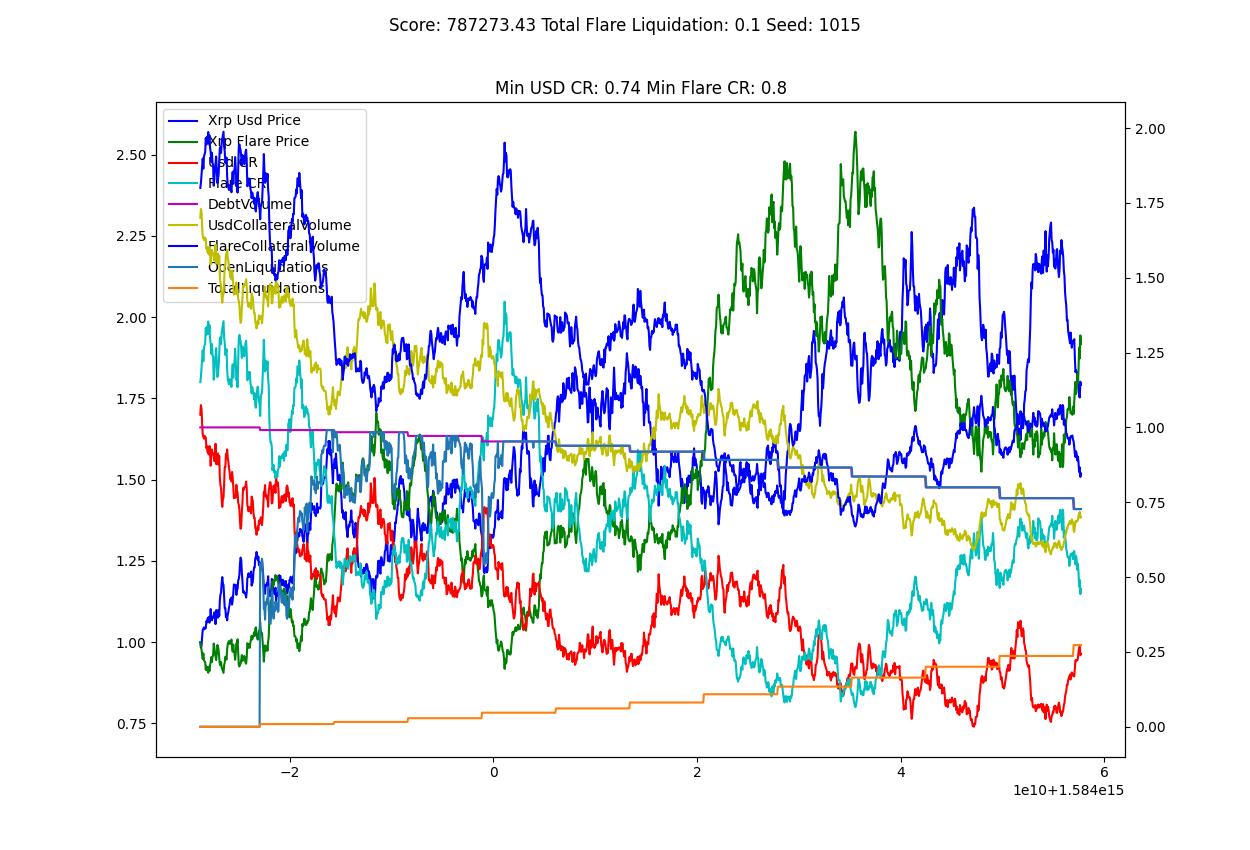 Score: 787273.43 Total Flare Liquidation: 0.1 Seed: 1015
Min USD CR: 0.74 Min Flare CR: 0.8
Xrp Usd Price
Xrp Flare Price
Usd CR
Flare CR
DebtVolume
UsdCollateralVolume
FlareCollateralVolume
OpenLiquidations
TotalLiquidations
2.50
2.25
2.00
1.75
1.50
1.25
1.00
0.75
2.00
1.75
1.50
1.25
1.00
0.75
0.50
0.25
0.00
−2 0 2 4 6
1e10+1.584e15